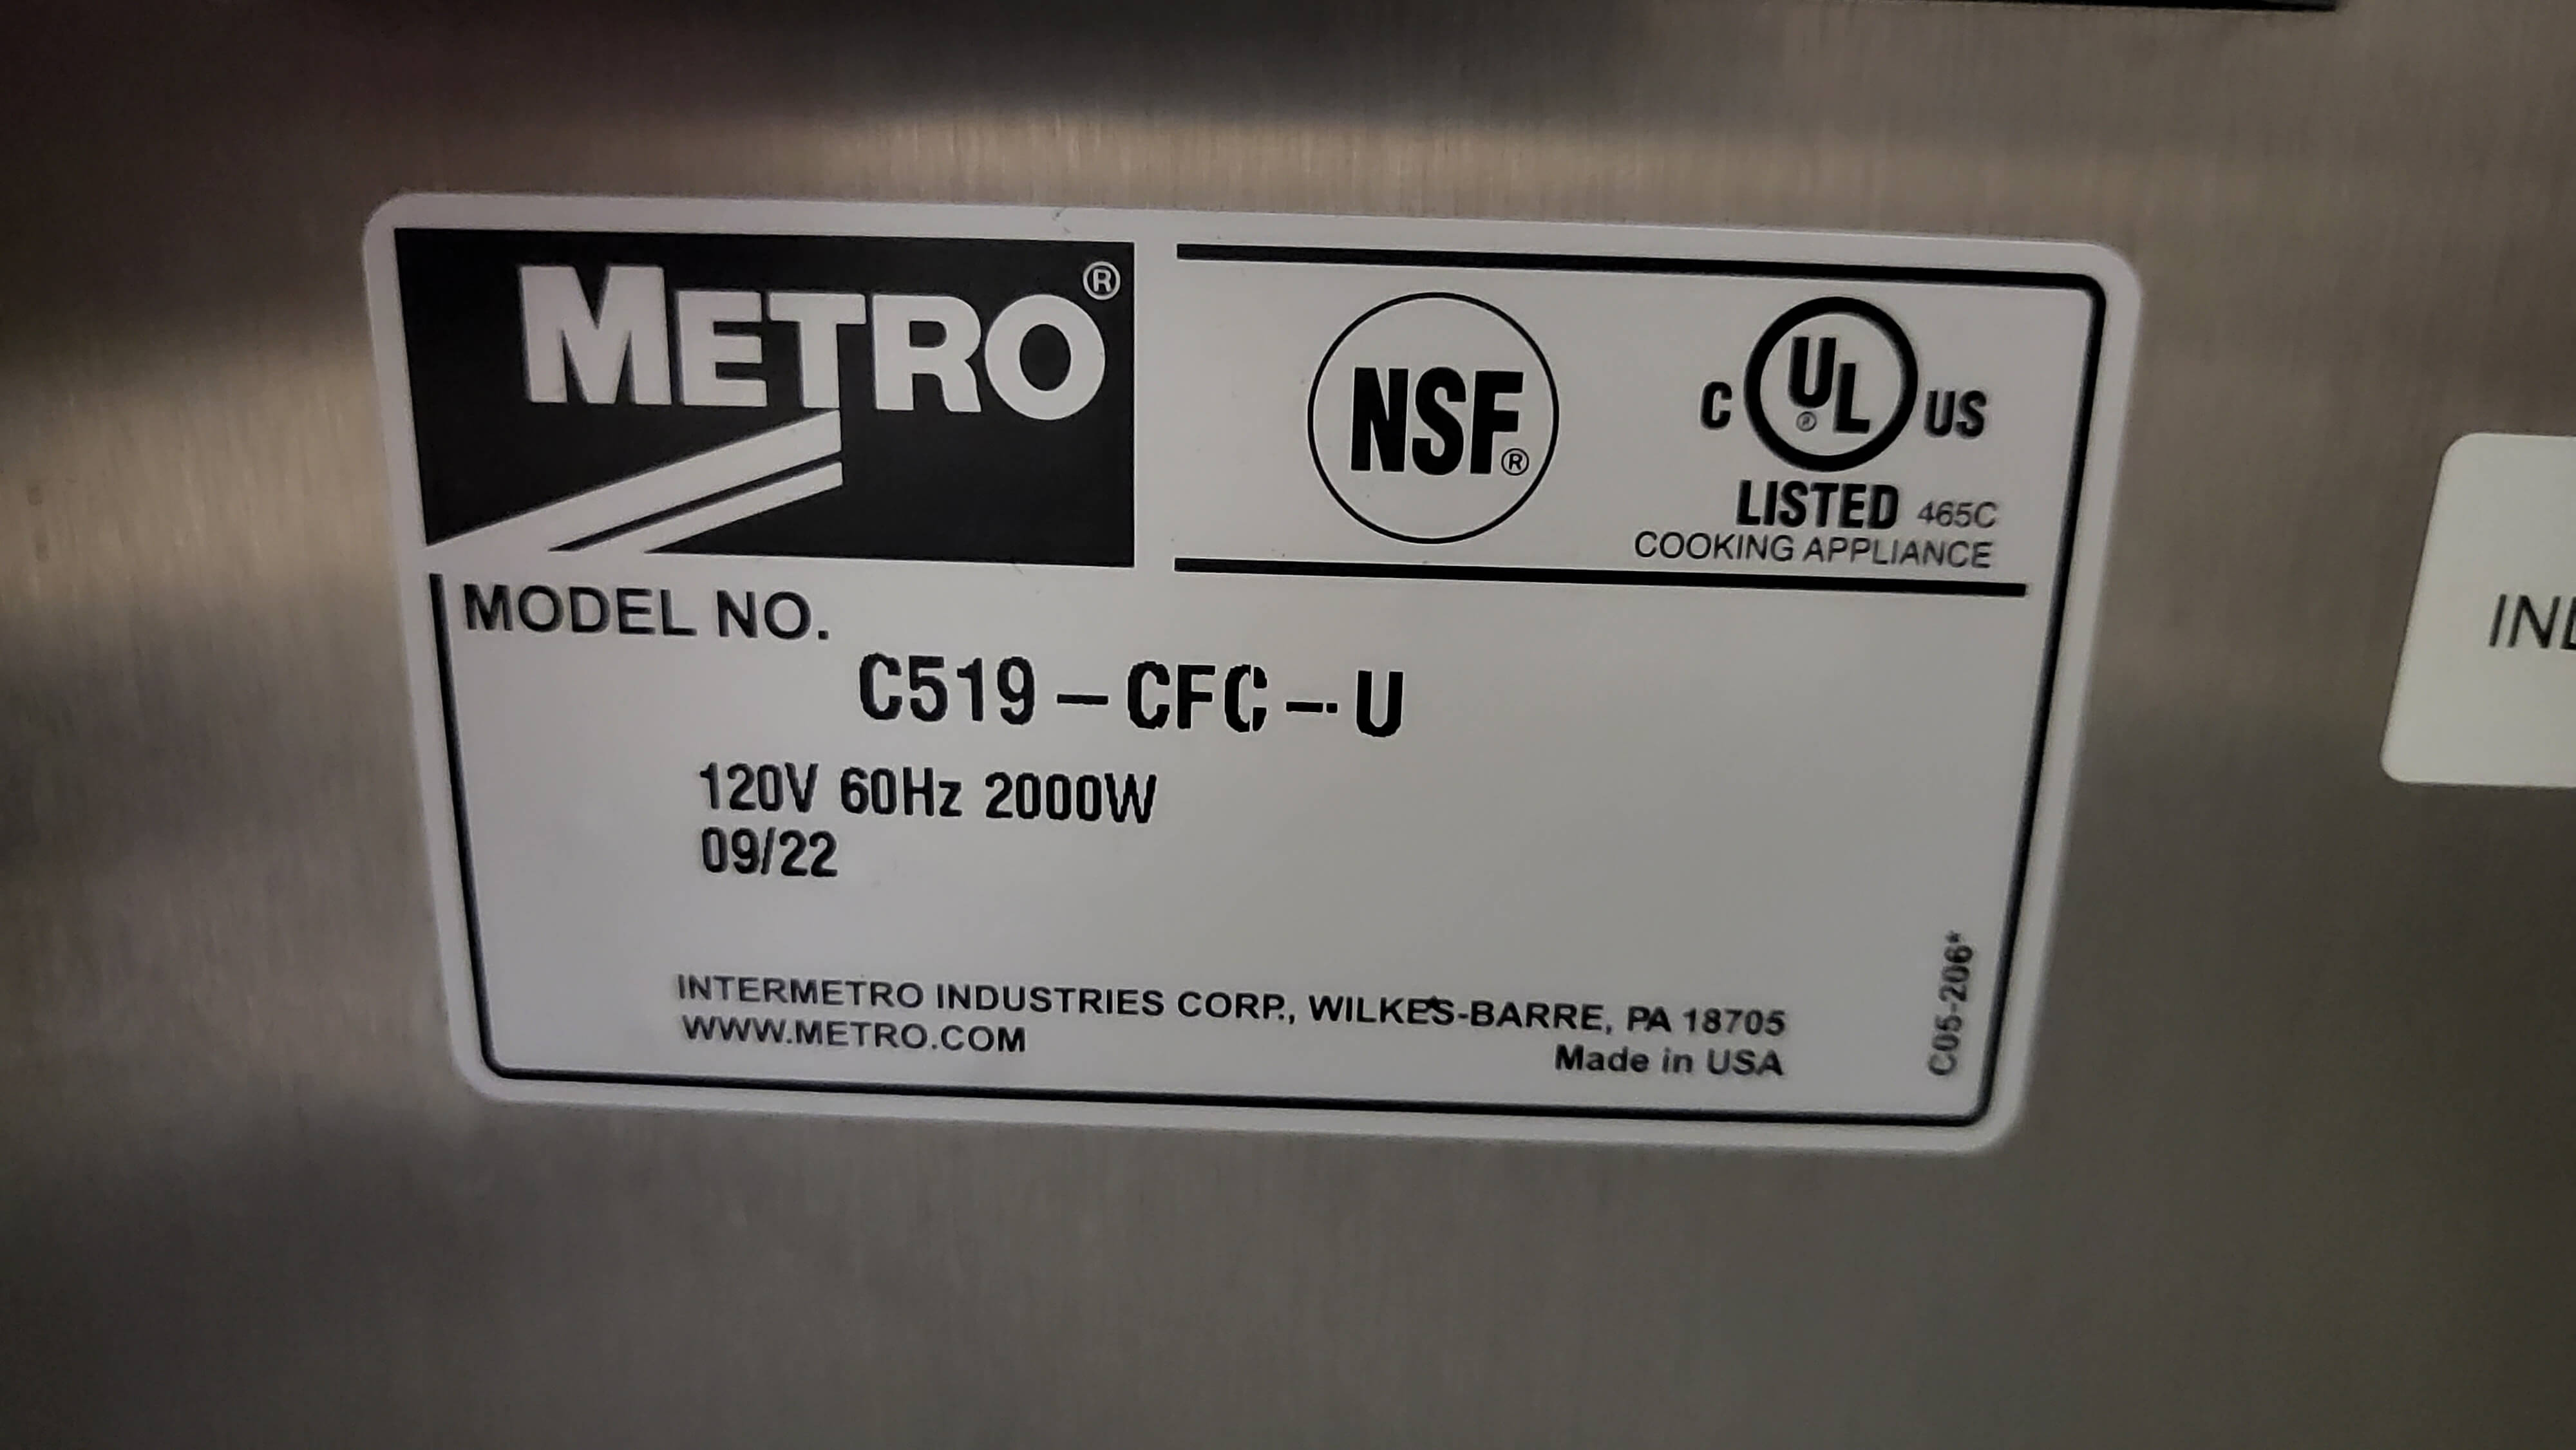 METRO®
NSF®
C UL® US
LISTED 465C
COOKING APPLIANCE
MODEL NO.
C519-CFC-U
120V 60Hz 2000W
09/22
INTERMETRO INDUSTRIES CORP., WILKES-BARRE, PA 18705
WWW.METRO.COM
Made in USA
C05-206*